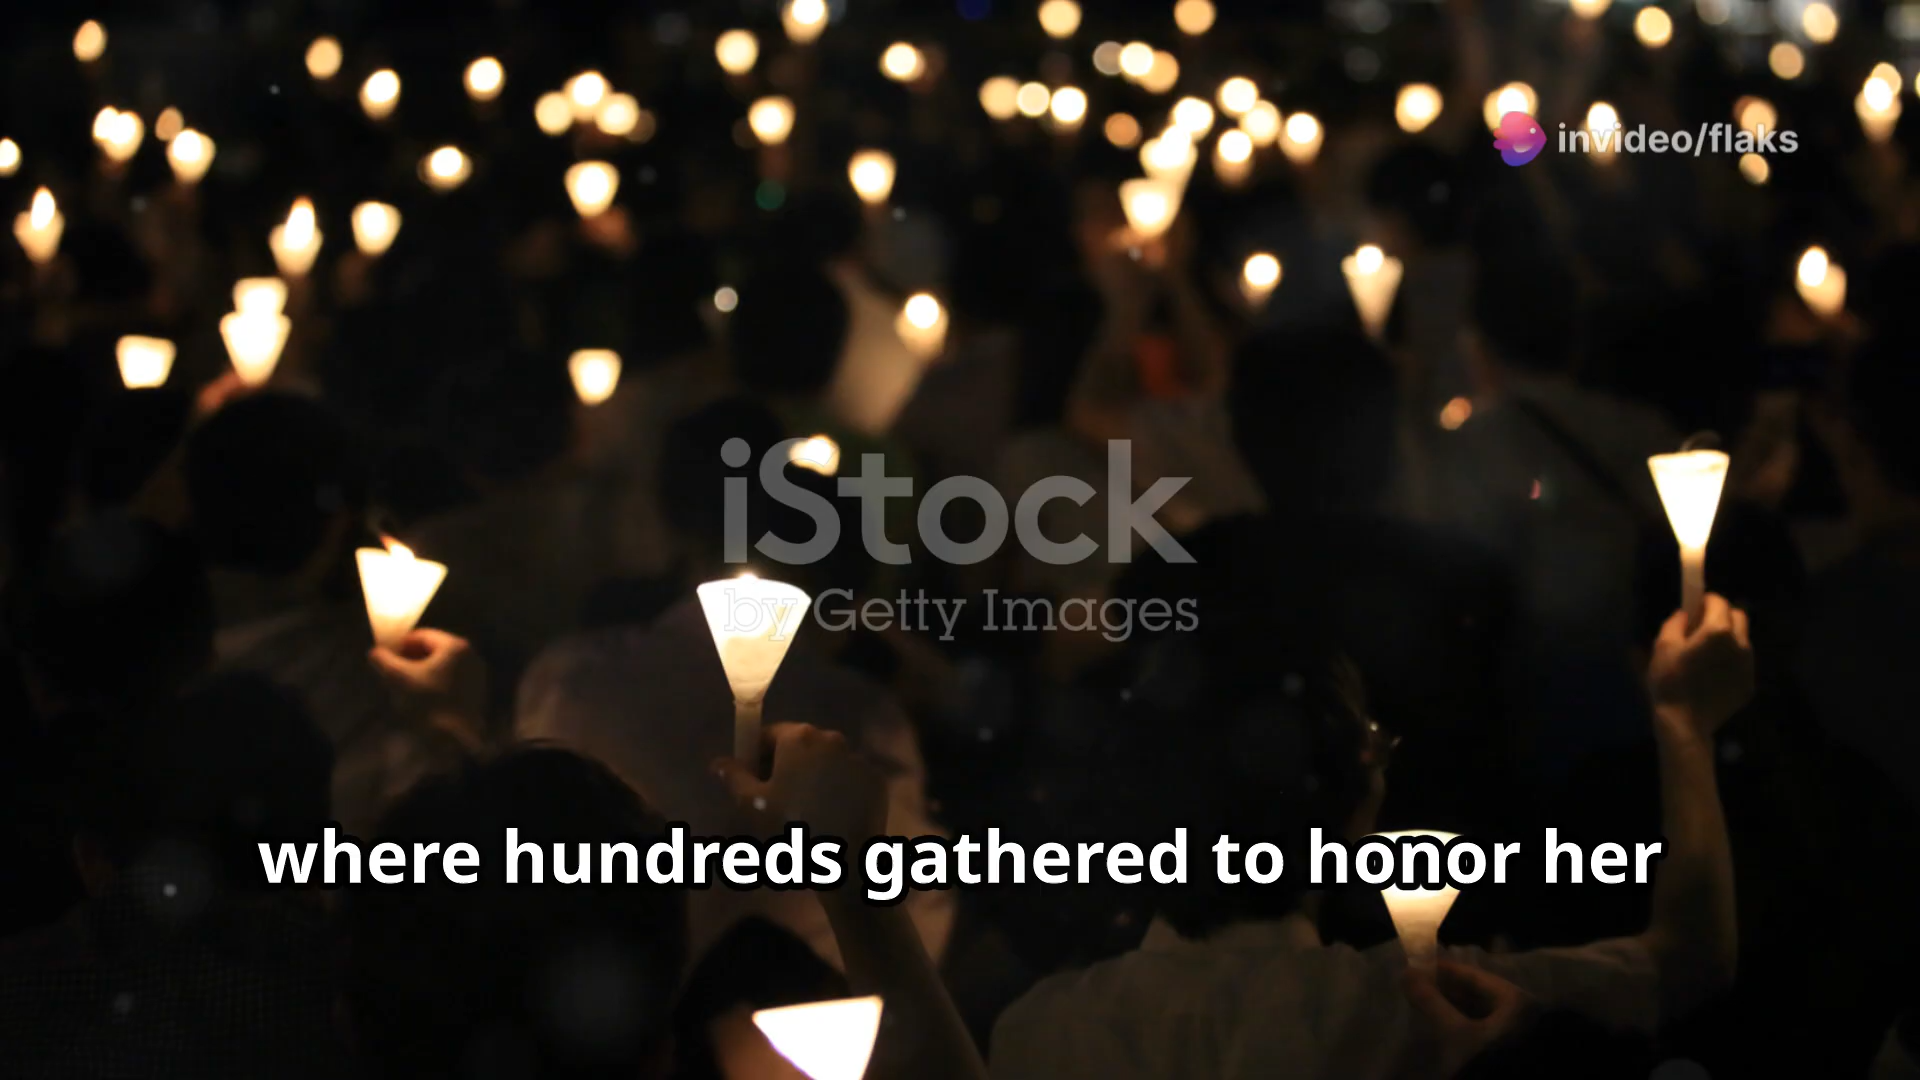 invideo/flaks
iStock
by Getty Images
where hundreds gathered to honor her